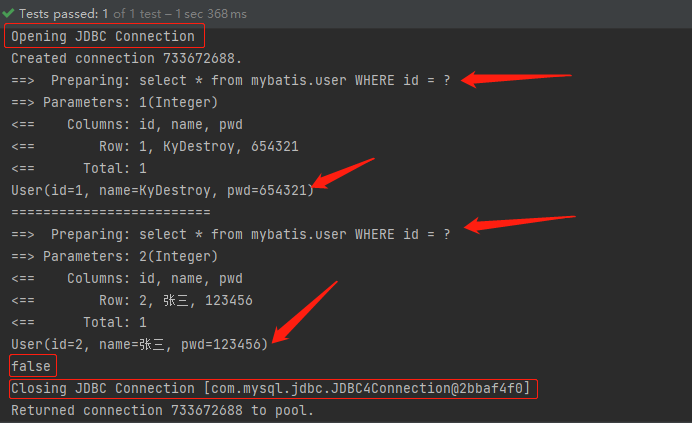 Tests passed: 1 of 1 test – 1 sec 368 ms
Opening JDBC Connection
Created connection 733672688.
==>  Preparing: select * from mybatis.user WHERE id = ?
==> Parameters: 1(Integer)
<==    Columns: id, name, pwd
<==        Row: 1, KyDestroy, 654321
<==      Total: 1
User(id=1, name=KyDestroy, pwd=654321)
=========================
==>  Preparing: select * from mybatis.user WHERE id = ?
==> Parameters: 2(Integer)
<==    Columns: id, name, pwd
<==        Row: 2, 张三, 123456
<==      Total: 1
User(id=2, name=张三, pwd=123456)
false
Closing JDBC Connection [com.mysql.jdbc.JDBC4Connection@2bbaf4f0]
Returned connection 733672688 to pool.